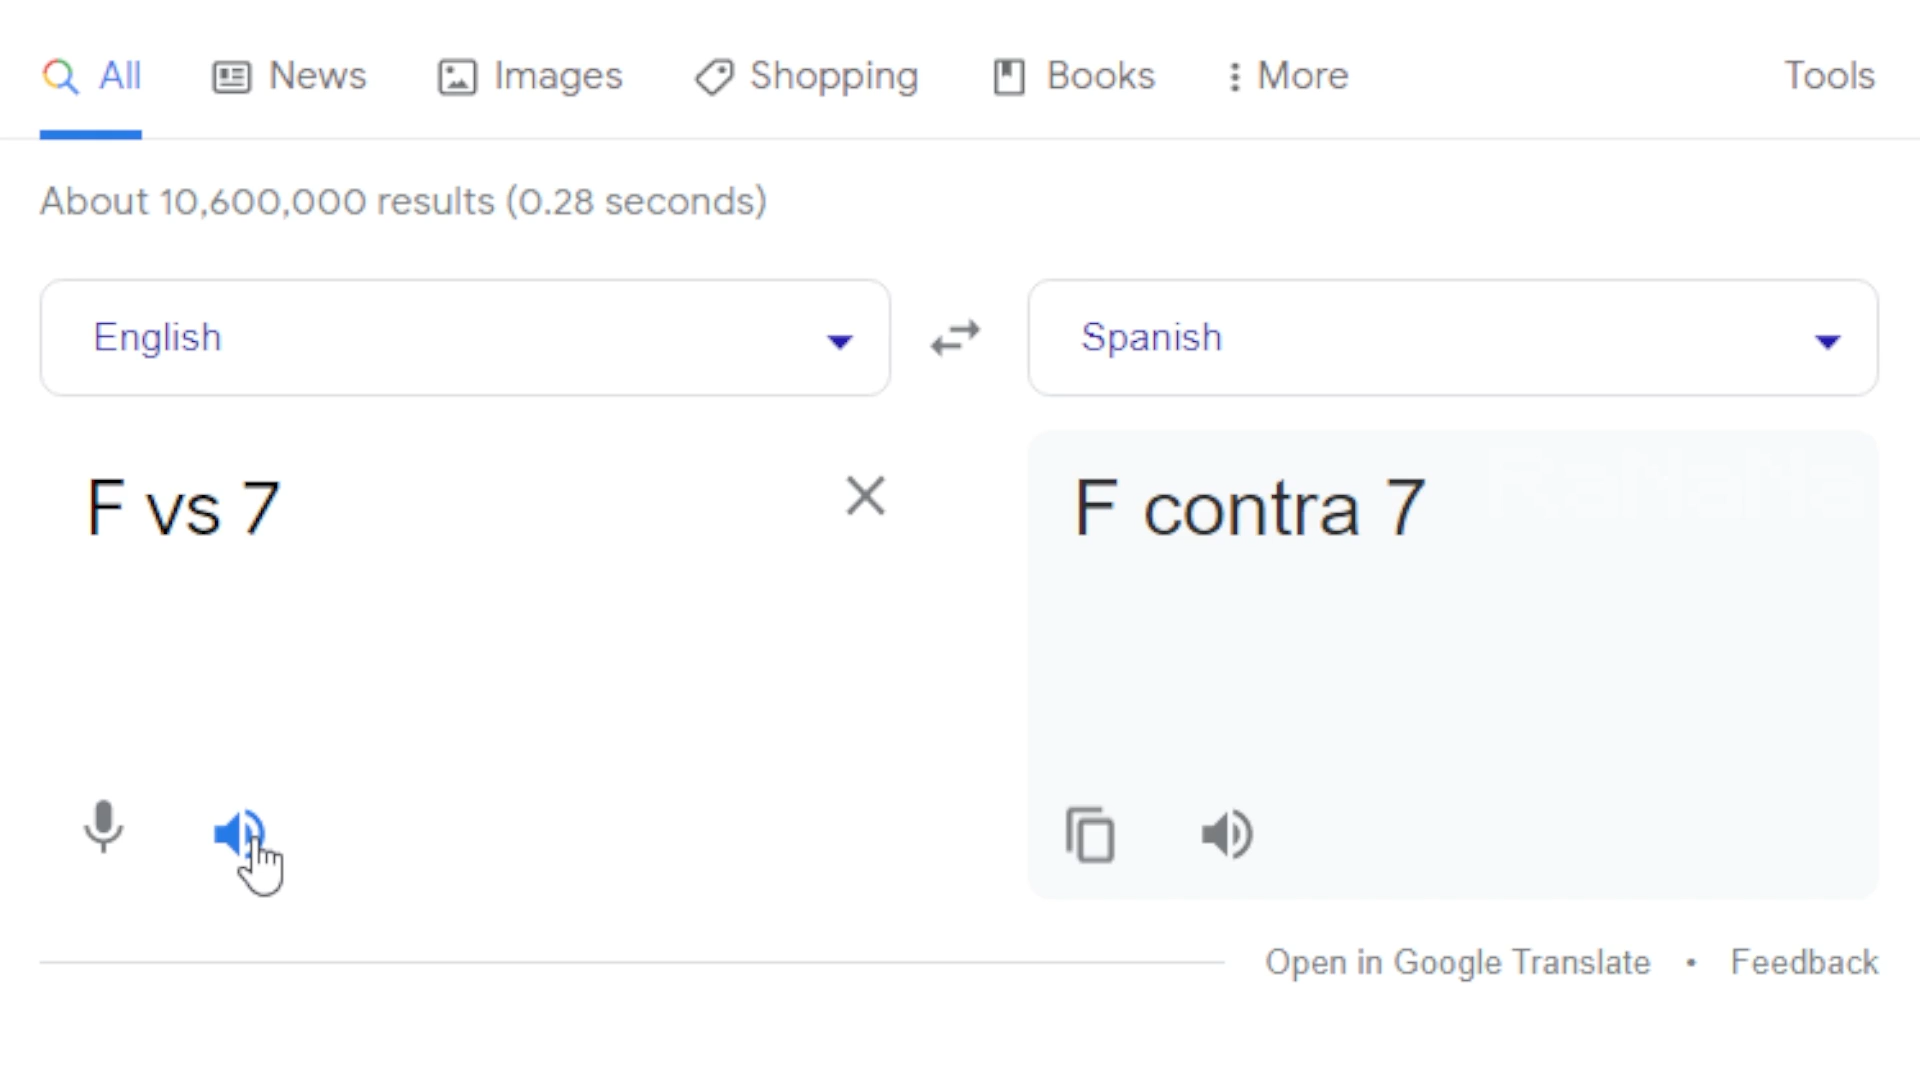 All News Images Shopping Books More Tools
About 10,600,000 results (0.28 seconds)
English Spanish
F vs 7 F contra 7
RaNaNa
Open in Google Translate • Feedback